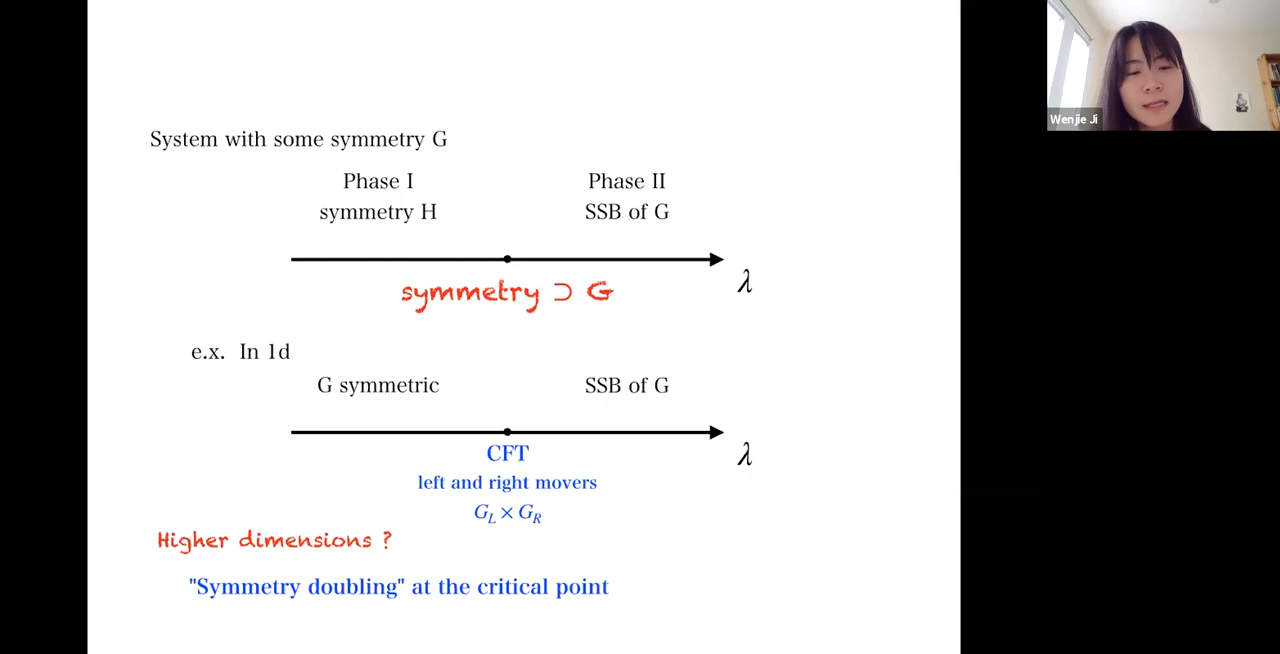 System with some symmetry G
Phase I
Phase II
symmetry H
SSB of G
symmetry ⊃ G
λ
e.x. In 1d
G symmetric
SSB of G
CFT
λ
left and right movers
G_L × G_R
Higher dimensions ?
"Symmetry doubling" at the critical point
Wenjie Ji